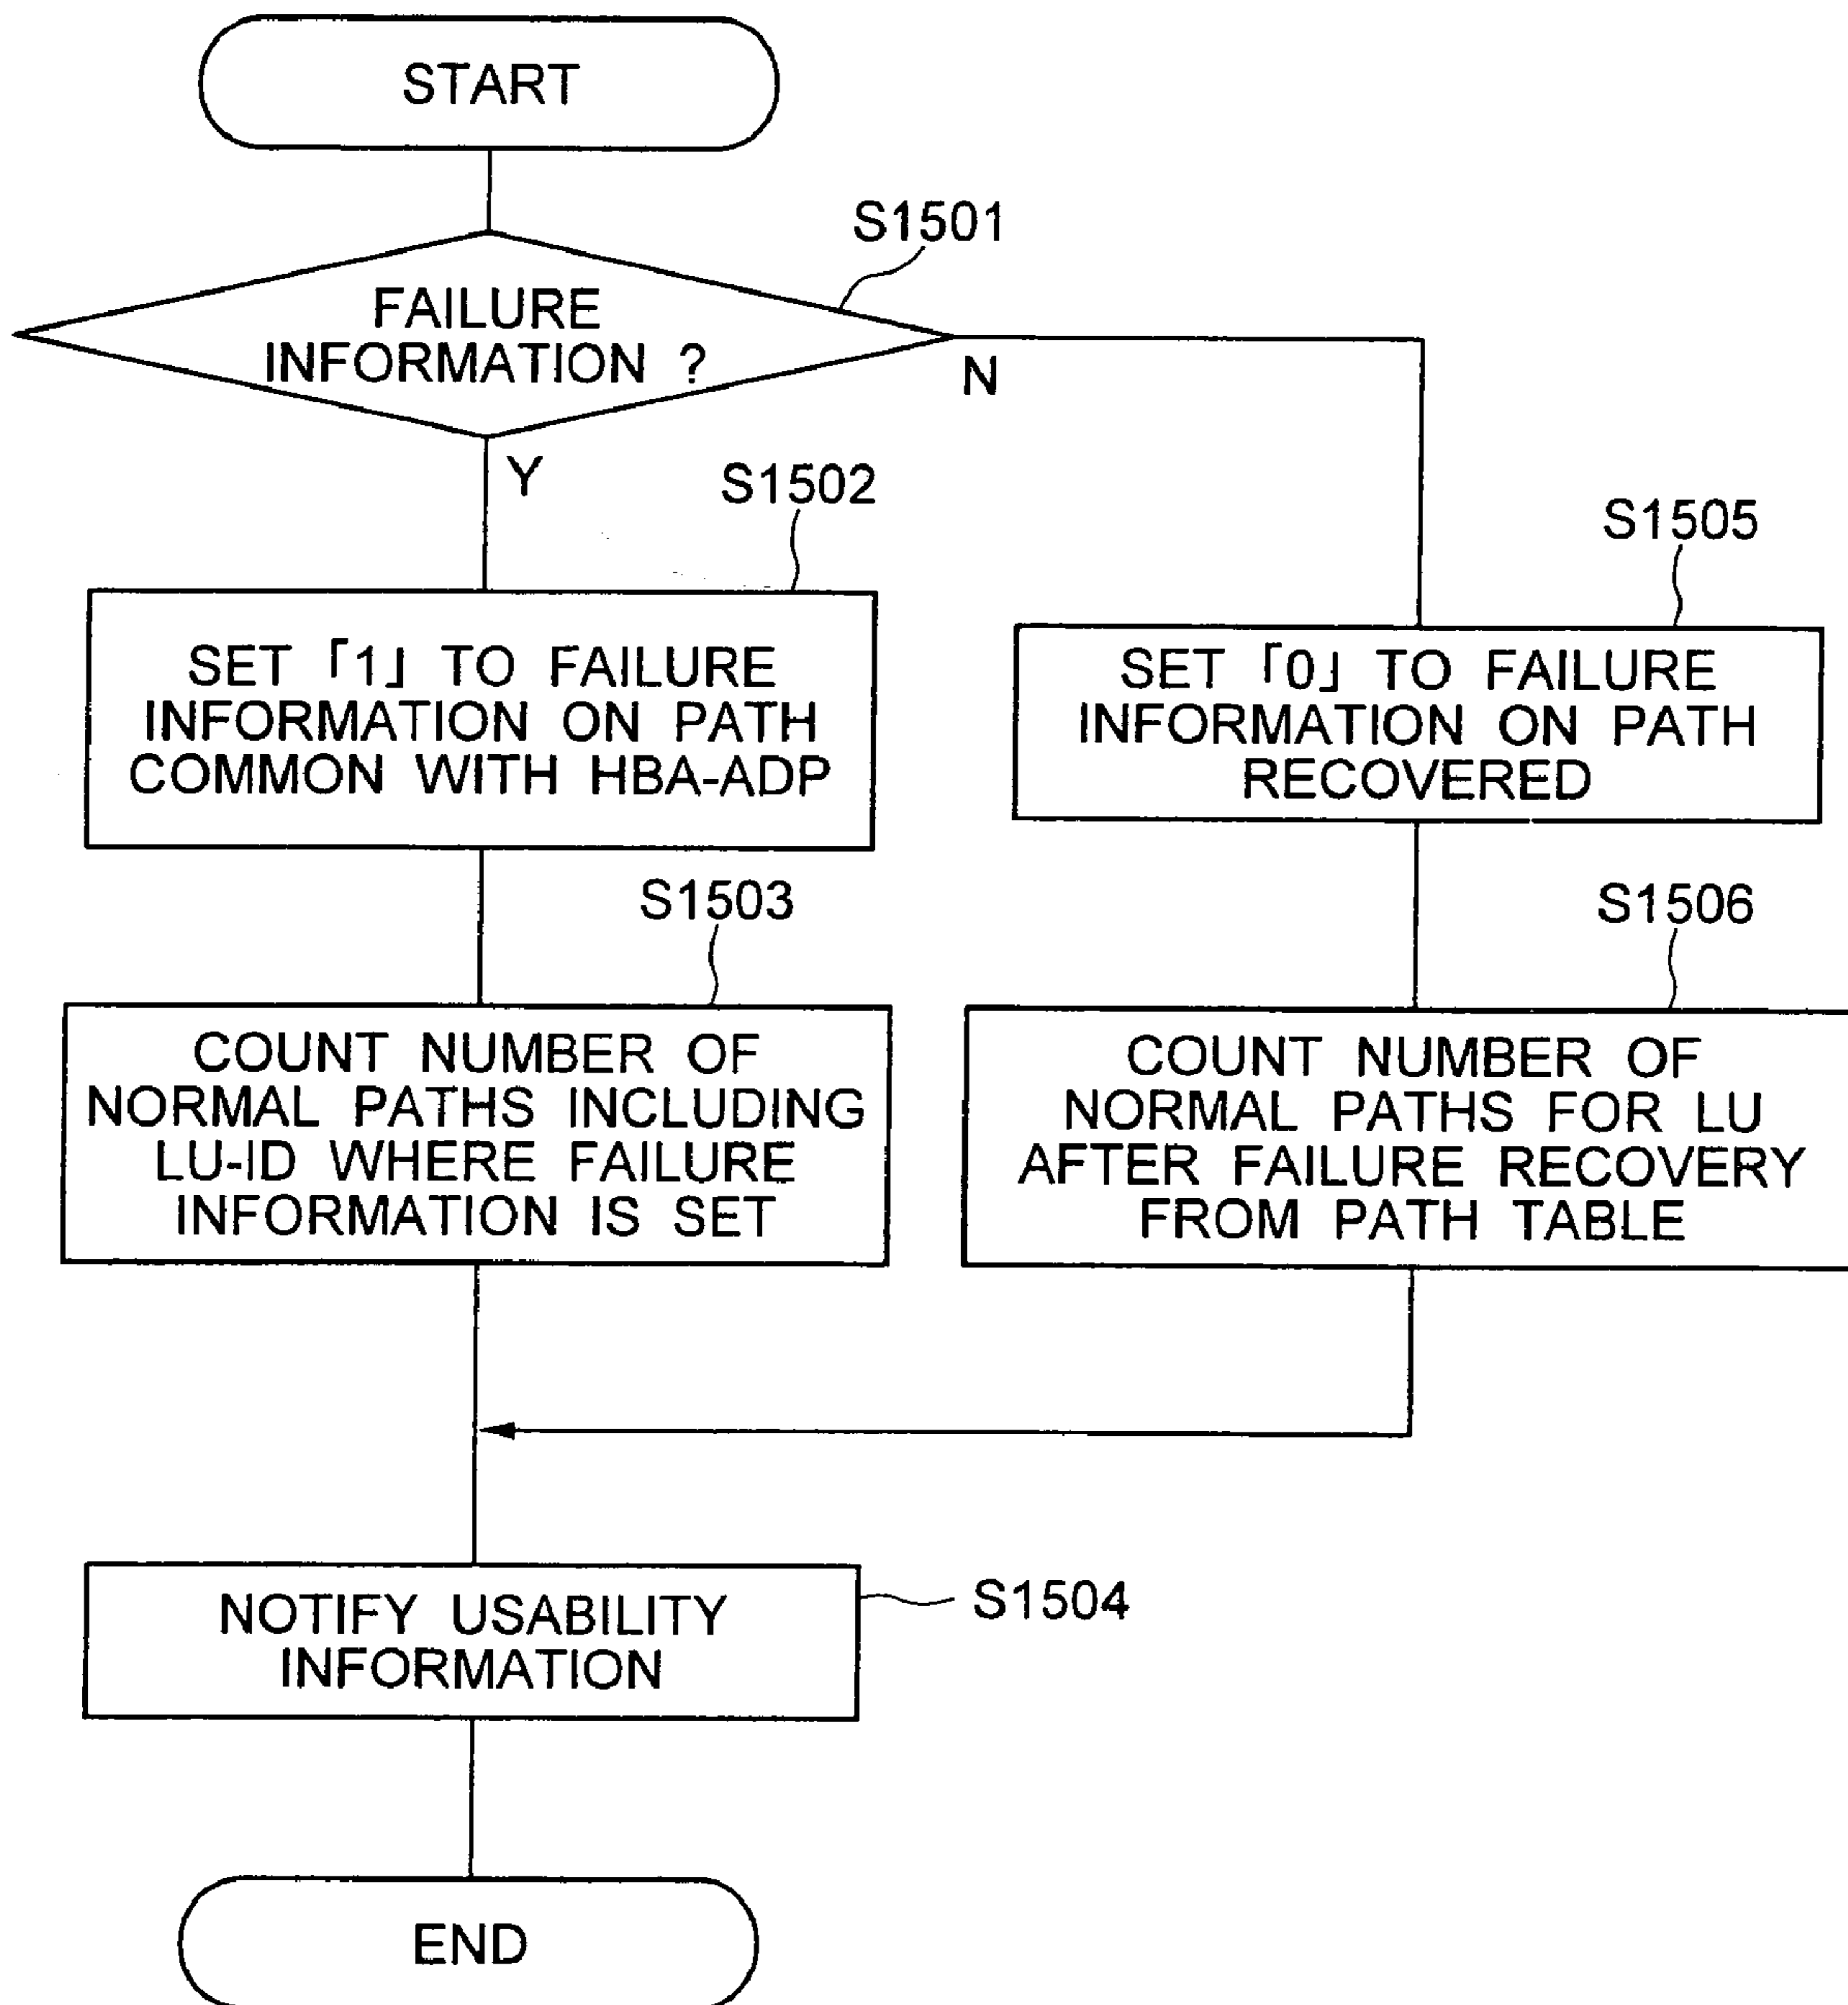 START
S1501
FAILURE
INFORMATION ?
N
Y
S1502
SET「1」TO FAILURE
INFORMATION ON PATH
COMMON WITH HBA-ADP
S1505
SET「0」TO FAILURE
INFORMATION ON PATH
RECOVERED
S1503
COUNT NUMBER OF
NORMAL PATHS INCLUDING
LU-ID WHERE FAILURE
INFORMATION IS SET
S1506
COUNT NUMBER OF
NORMAL PATHS FOR LU
AFTER FAILURE RECOVERY
FROM PATH TABLE
NOTIFY USABILITY
INFORMATION
S1504
END